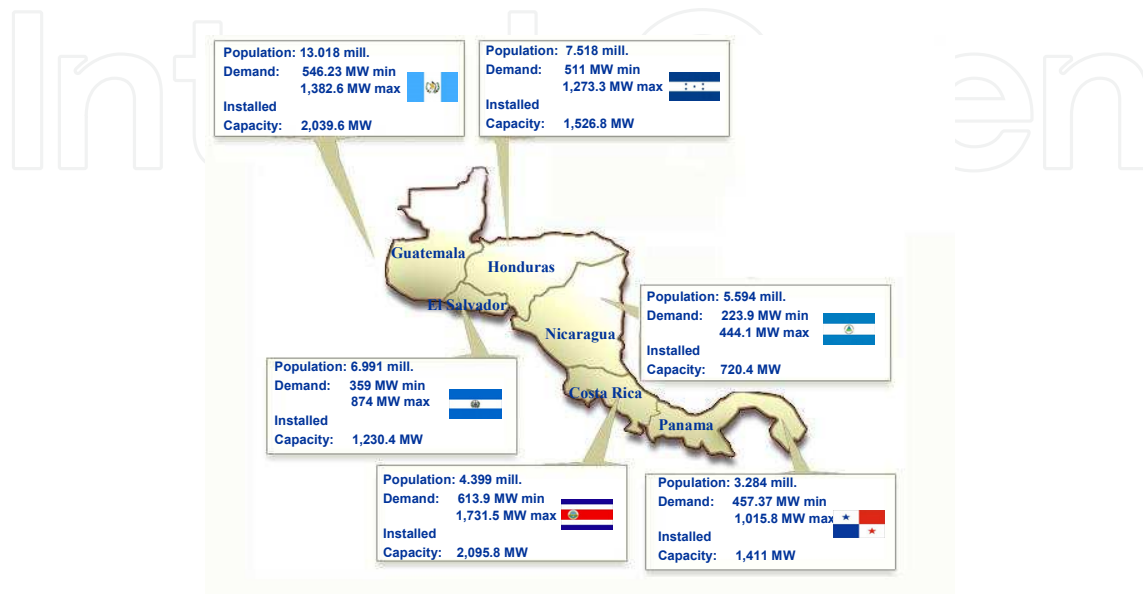 Population: 13.018 mill.
Demand: 546.23 MW min
1,382.6 MW max
Installed
Capacity: 2,039.6 MW
Population: 7.518 mill.
Demand: 511 MW min
1,273.3 MW max
Installed
Capacity: 1,526.8 MW
Guatemala
Honduras
El Salvador
Nicaragua
Costa Rica
Panama
Population: 5.594 mill.
Demand: 223.9 MW min
444.1 MW max
Installed
Capacity: 720.4 MW
Population: 6.991 mill.
Demand: 359 MW min
874 MW max
Installed
Capacity: 1,230.4 MW
Population: 4.399 mill.
Demand: 613.9 MW min
1,731.5 MW max
Installed
Capacity: 2,095.8 MW
Population: 3.284 mill.
Demand: 457.37 MW min
1,015.8 MW max
Installed
Capacity: 1,411 MW